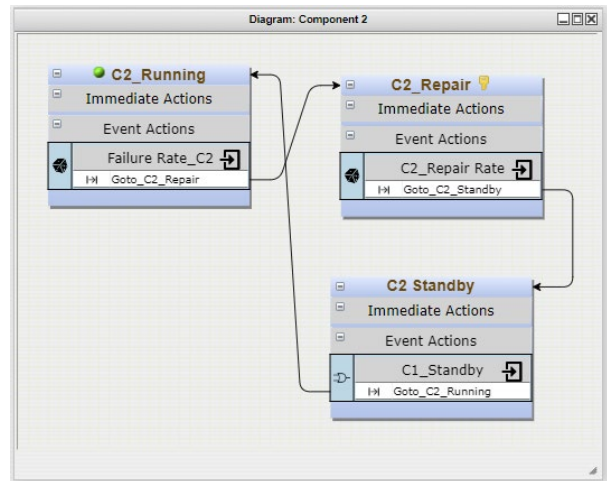 Diagram: Component 2
C2_Running
Immediate Actions
Event Actions
Failure Rate_C2
Goto_C2_Repair
C2_Repair
Immediate Actions
Event Actions
C2_Repair Rate
Goto_C2_Standby
C2 Standby
Immediate Actions
Event Actions
C1_Standby
Goto_C2_Running